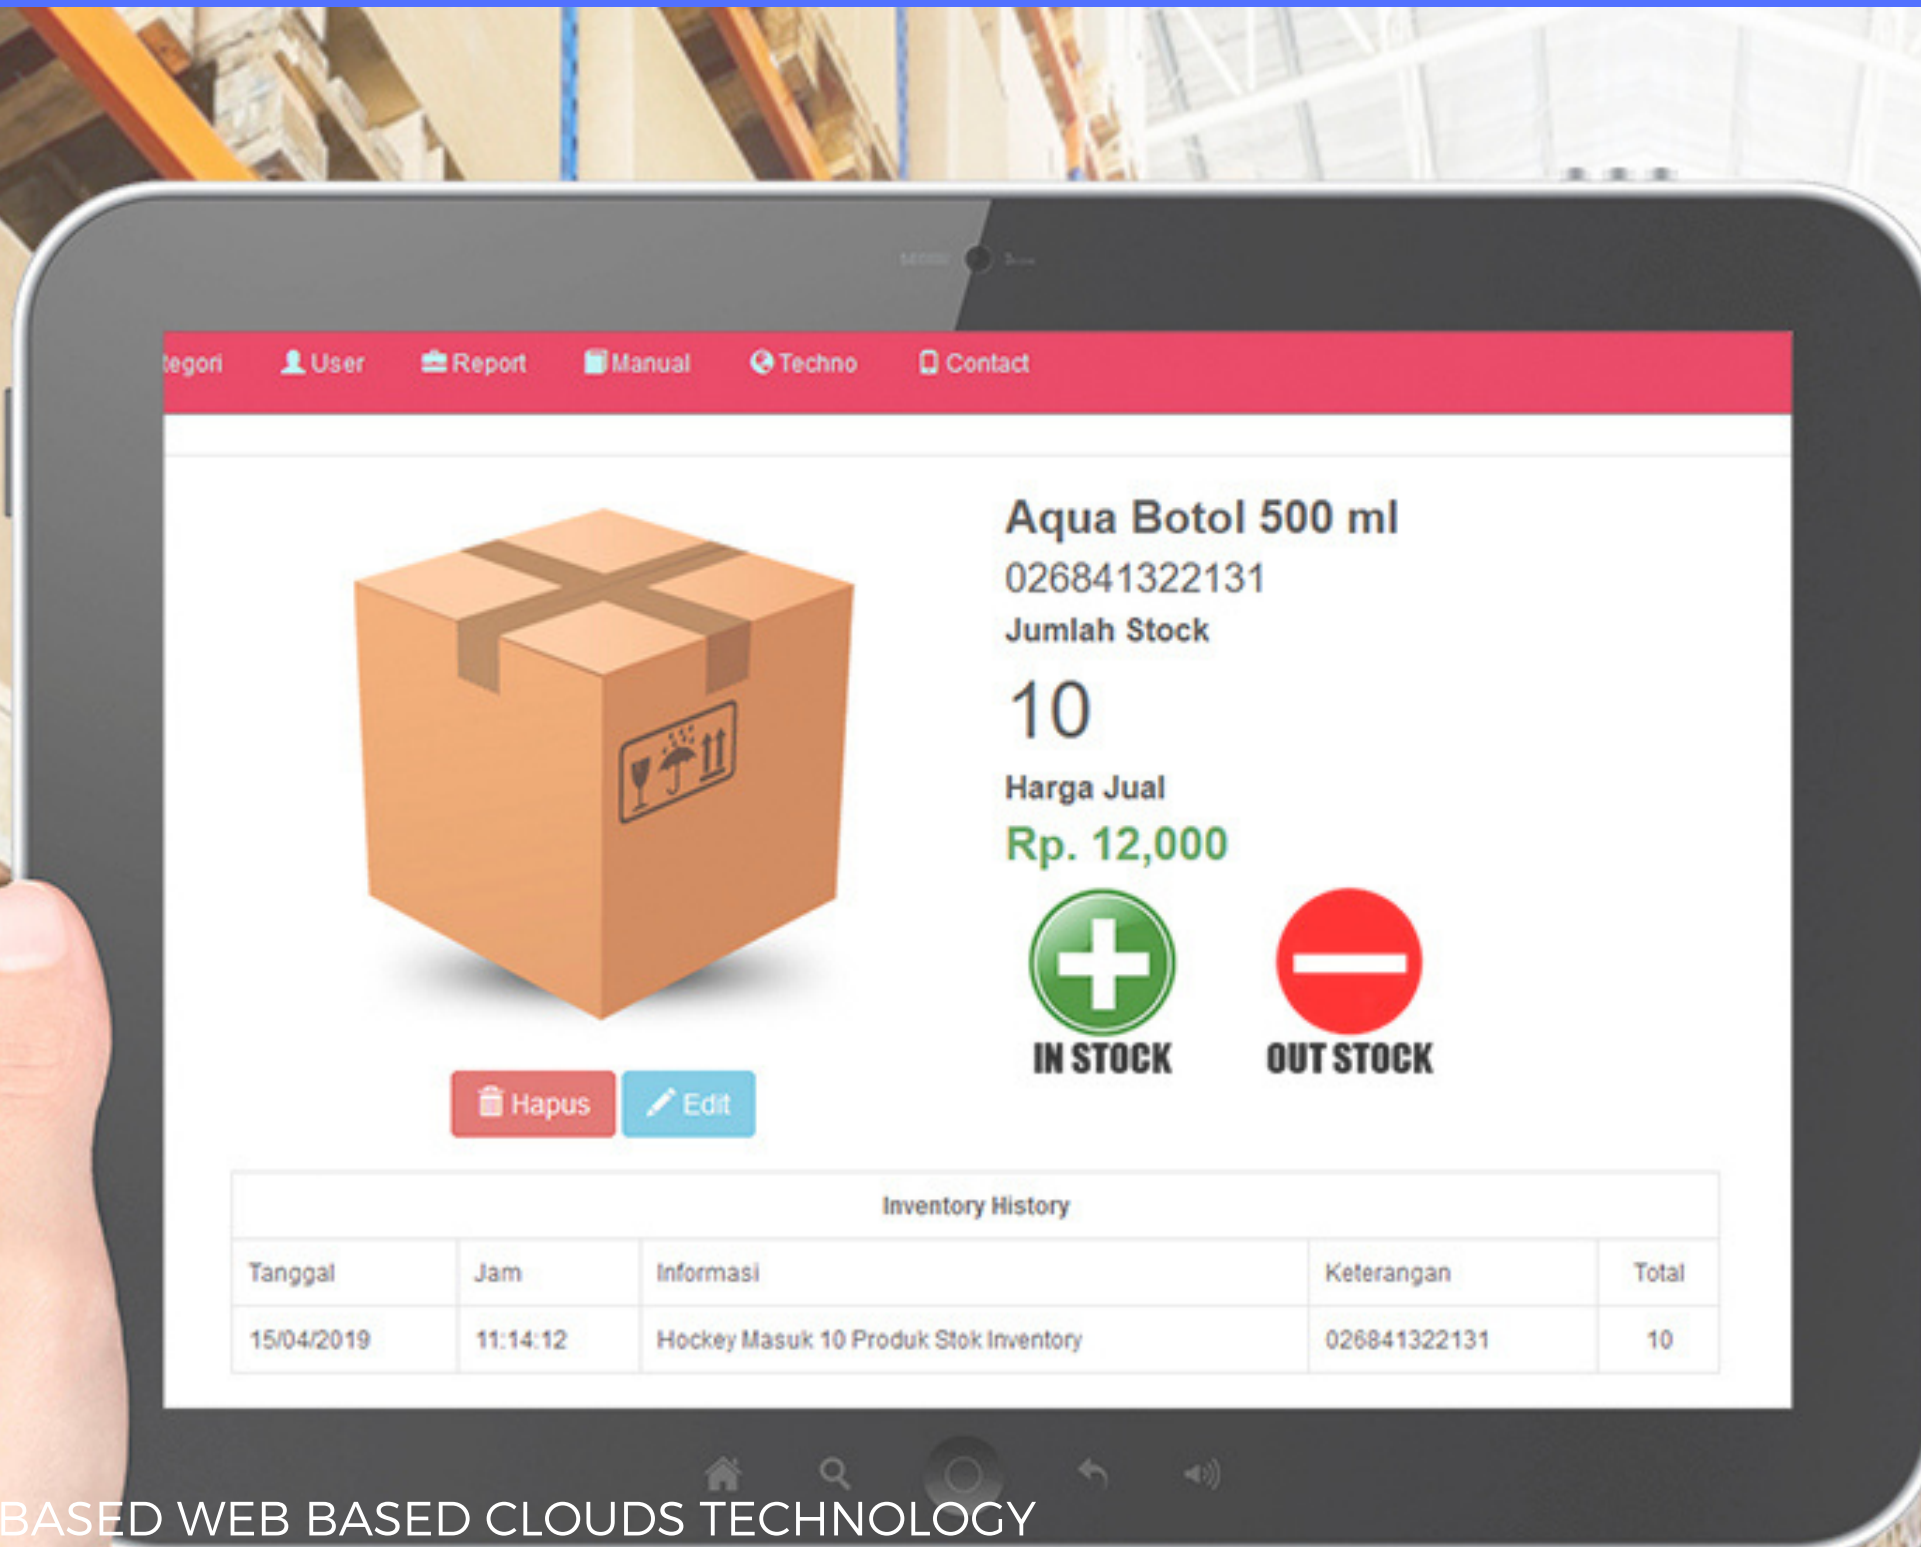 tegori User Report Manual Techno Contact
Aqua Botol 500 ml
026841322131
Jumlah Stock
10
Harga Jual
Rp. 12,000
IN STOCK OUT STOCK
Hapus Edit
Inventory History
Tanggal Jam Informasi Keterangan Total
15/04/2019 11:14:12 Hockey Masuk 10 Produk Stok Inventory 026841322131 10
BASED WEB BASED CLOUDS TECHNOLOGY